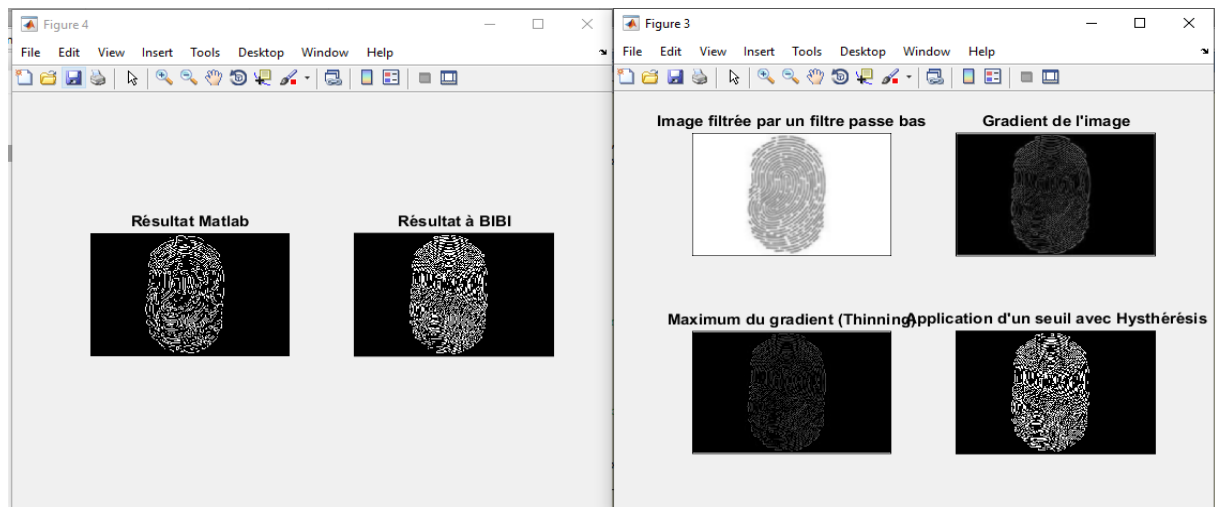 Figure 4
File Edit View Insert Tools Desktop Window Help
Résultat Matlab
Résultat à BIBI
Figure 3
File Edit View Insert Tools Desktop Window Help
Image filtrée par un filtre passe bas
Gradient de l'image
Maximum du gradient (Thinning)
Application d'un seuil avec Hysthérésis